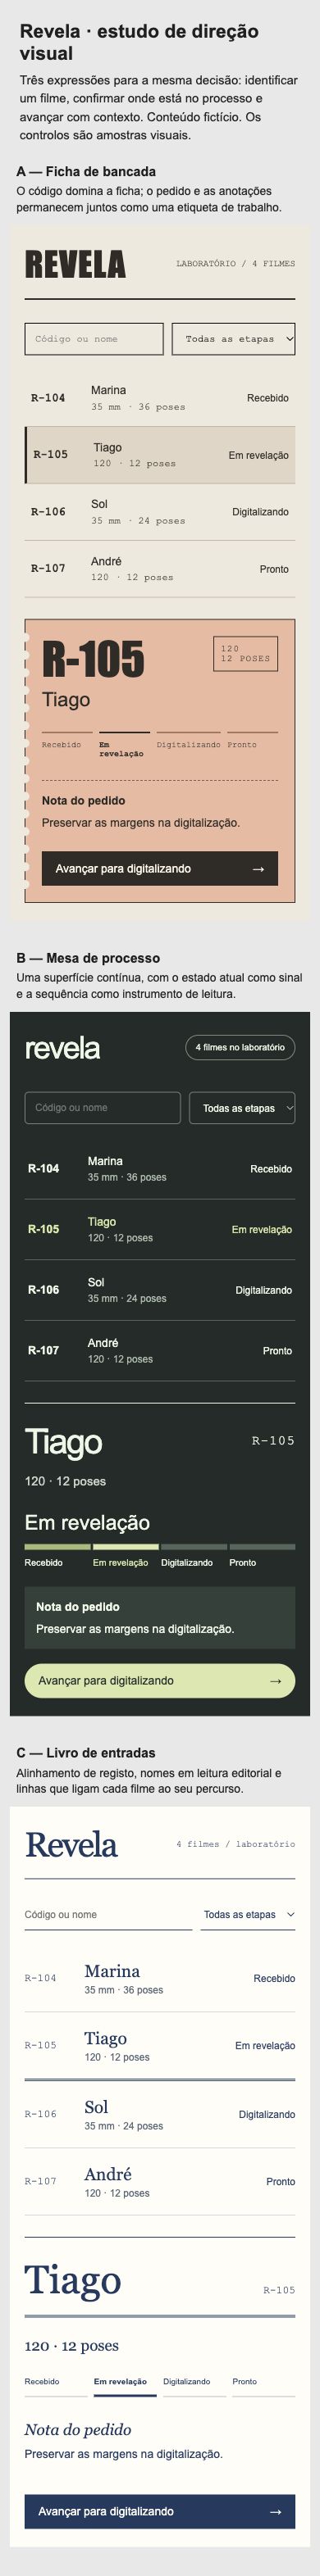 Revela · estudo de direção
visual
Três expressões para a mesma decisão: identificar
um filme, confirmar onde está no processo e
avançar com contexto. Conteúdo fictício. Os
controlos são amostras visuais.
A — Ficha de bancada
O código domina a ficha; o pedido e as anotações
permanecem juntos como uma etiqueta de trabalho.
REVELA
LABORATÓRIO / 4 FILMES
Código ou nome
Todas as etapas
R-104
Marina
35 mm · 36 poses
Recebido
R-105
Tiago
120 · 12 poses
Em revelação
R-106
Sol
35 mm · 24 poses
Digitalizando
R-107
André
120 · 12 poses
Pronto
R-105
120
12 POSES
Tiago
Recebido
Em
revelação
Digitalizando
Pronto
Nota do pedido
Preservar as margens na digitalização.
Avançar para digitalizando →
B — Mesa de processo
Uma superfície contínua, com o estado atual como sinal
e a sequência como instrumento de leitura.
revela
4 filmes no laboratório
Código ou nome
Todas as etapas
R-104
Marina
35 mm · 36 poses
Recebido
R-105
Tiago
120 · 12 poses
Em revelação
R-106
Sol
35 mm · 24 poses
Digitalizando
R-107
André
120 · 12 poses
Pronto
Tiago
R-105
120 · 12 poses
Em revelação
Recebido
Em revelação
Digitalizando
Pronto
Nota do pedido
Preservar as margens na digitalização.
Avançar para digitalizando →
C — Livro de entradas
Alinhamento de registo, nomes em leitura editorial e
linhas que ligam cada filme ao seu percurso.
Revela
4 filmes / laboratório
Código ou nome
Todas as etapas
R-104
Marina
35 mm · 36 poses
Recebido
R-105
Tiago
120 · 12 poses
Em revelação
R-106
Sol
35 mm · 24 poses
Digitalizando
R-107
André
120 · 12 poses
Pronto
Tiago
R-105
120 · 12 poses
Recebido
Em revelação
Digitalizando
Pronto
Nota do pedido
Preservar as margens na digitalização.
Avançar para digitalizando →